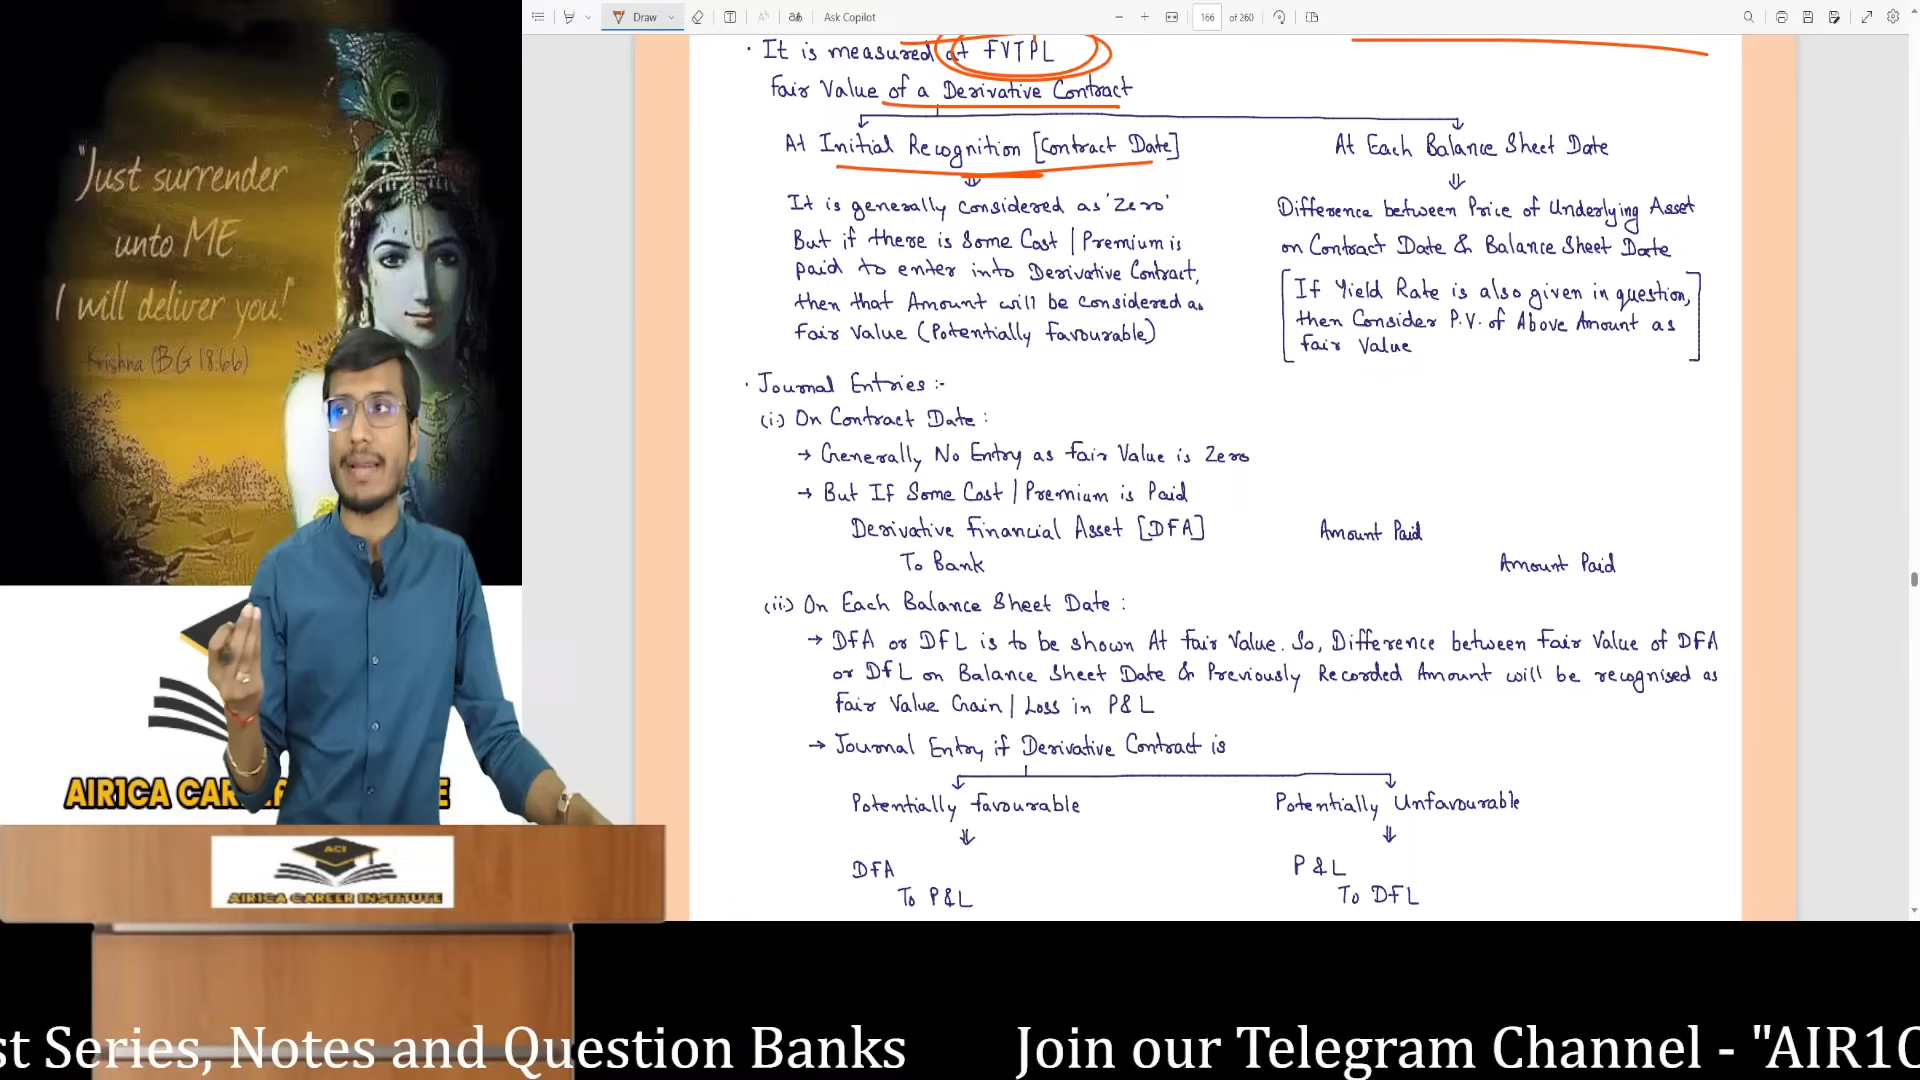 Draw
Ask Copilot
166 of 260
"Just surrender
unto ME
I will deliver you!"
- Krishna (B.G 18:66)
· It is measured at FVTPL
Fair Value of a Derivative Contract
At Initial Recognition [Contract Date]
It is generally considered as 'Zero'
But if there is Some Cost | Premium is
paid to enter into Derivative Contract,
then that Amount will be considered as
Fair Value (Potentially favourable)
At Each Balance Sheet Date
Difference between Price of Underlying Asset
on Contract Date & Balance Sheet Date
[If Yield Rate is also given in question,
then Consider P.V. of Above Amount as
Fair Value]
· Journal Entries :-
(i) On Contract Date :
→ Generally No Entry as Fair Value is Zero
→ But If Some Cost | Premium is Paid
Derivative Financial Asset [DFA] Amount Paid
To Bank Amount Paid
(ii) On Each Balance Sheet Date :
→ DFA or DFL is to be shown At Fair Value. So, Difference between Fair Value of DFA
or DFL on Balance Sheet Date & Previously Recorded Amount will be recognised as
Fair Value Gain | Loss in P&L
→ Journal Entry if Derivative Contract is
Potentially favourable
DFA
To P&L
Potentially Unfavourable
P & L
To DFL
AIR1CA CAR E
ACI
AIR1CA CAREER INSTITUTE
st Series, Notes and Question Banks Join our Telegram Channel - "AIR1C